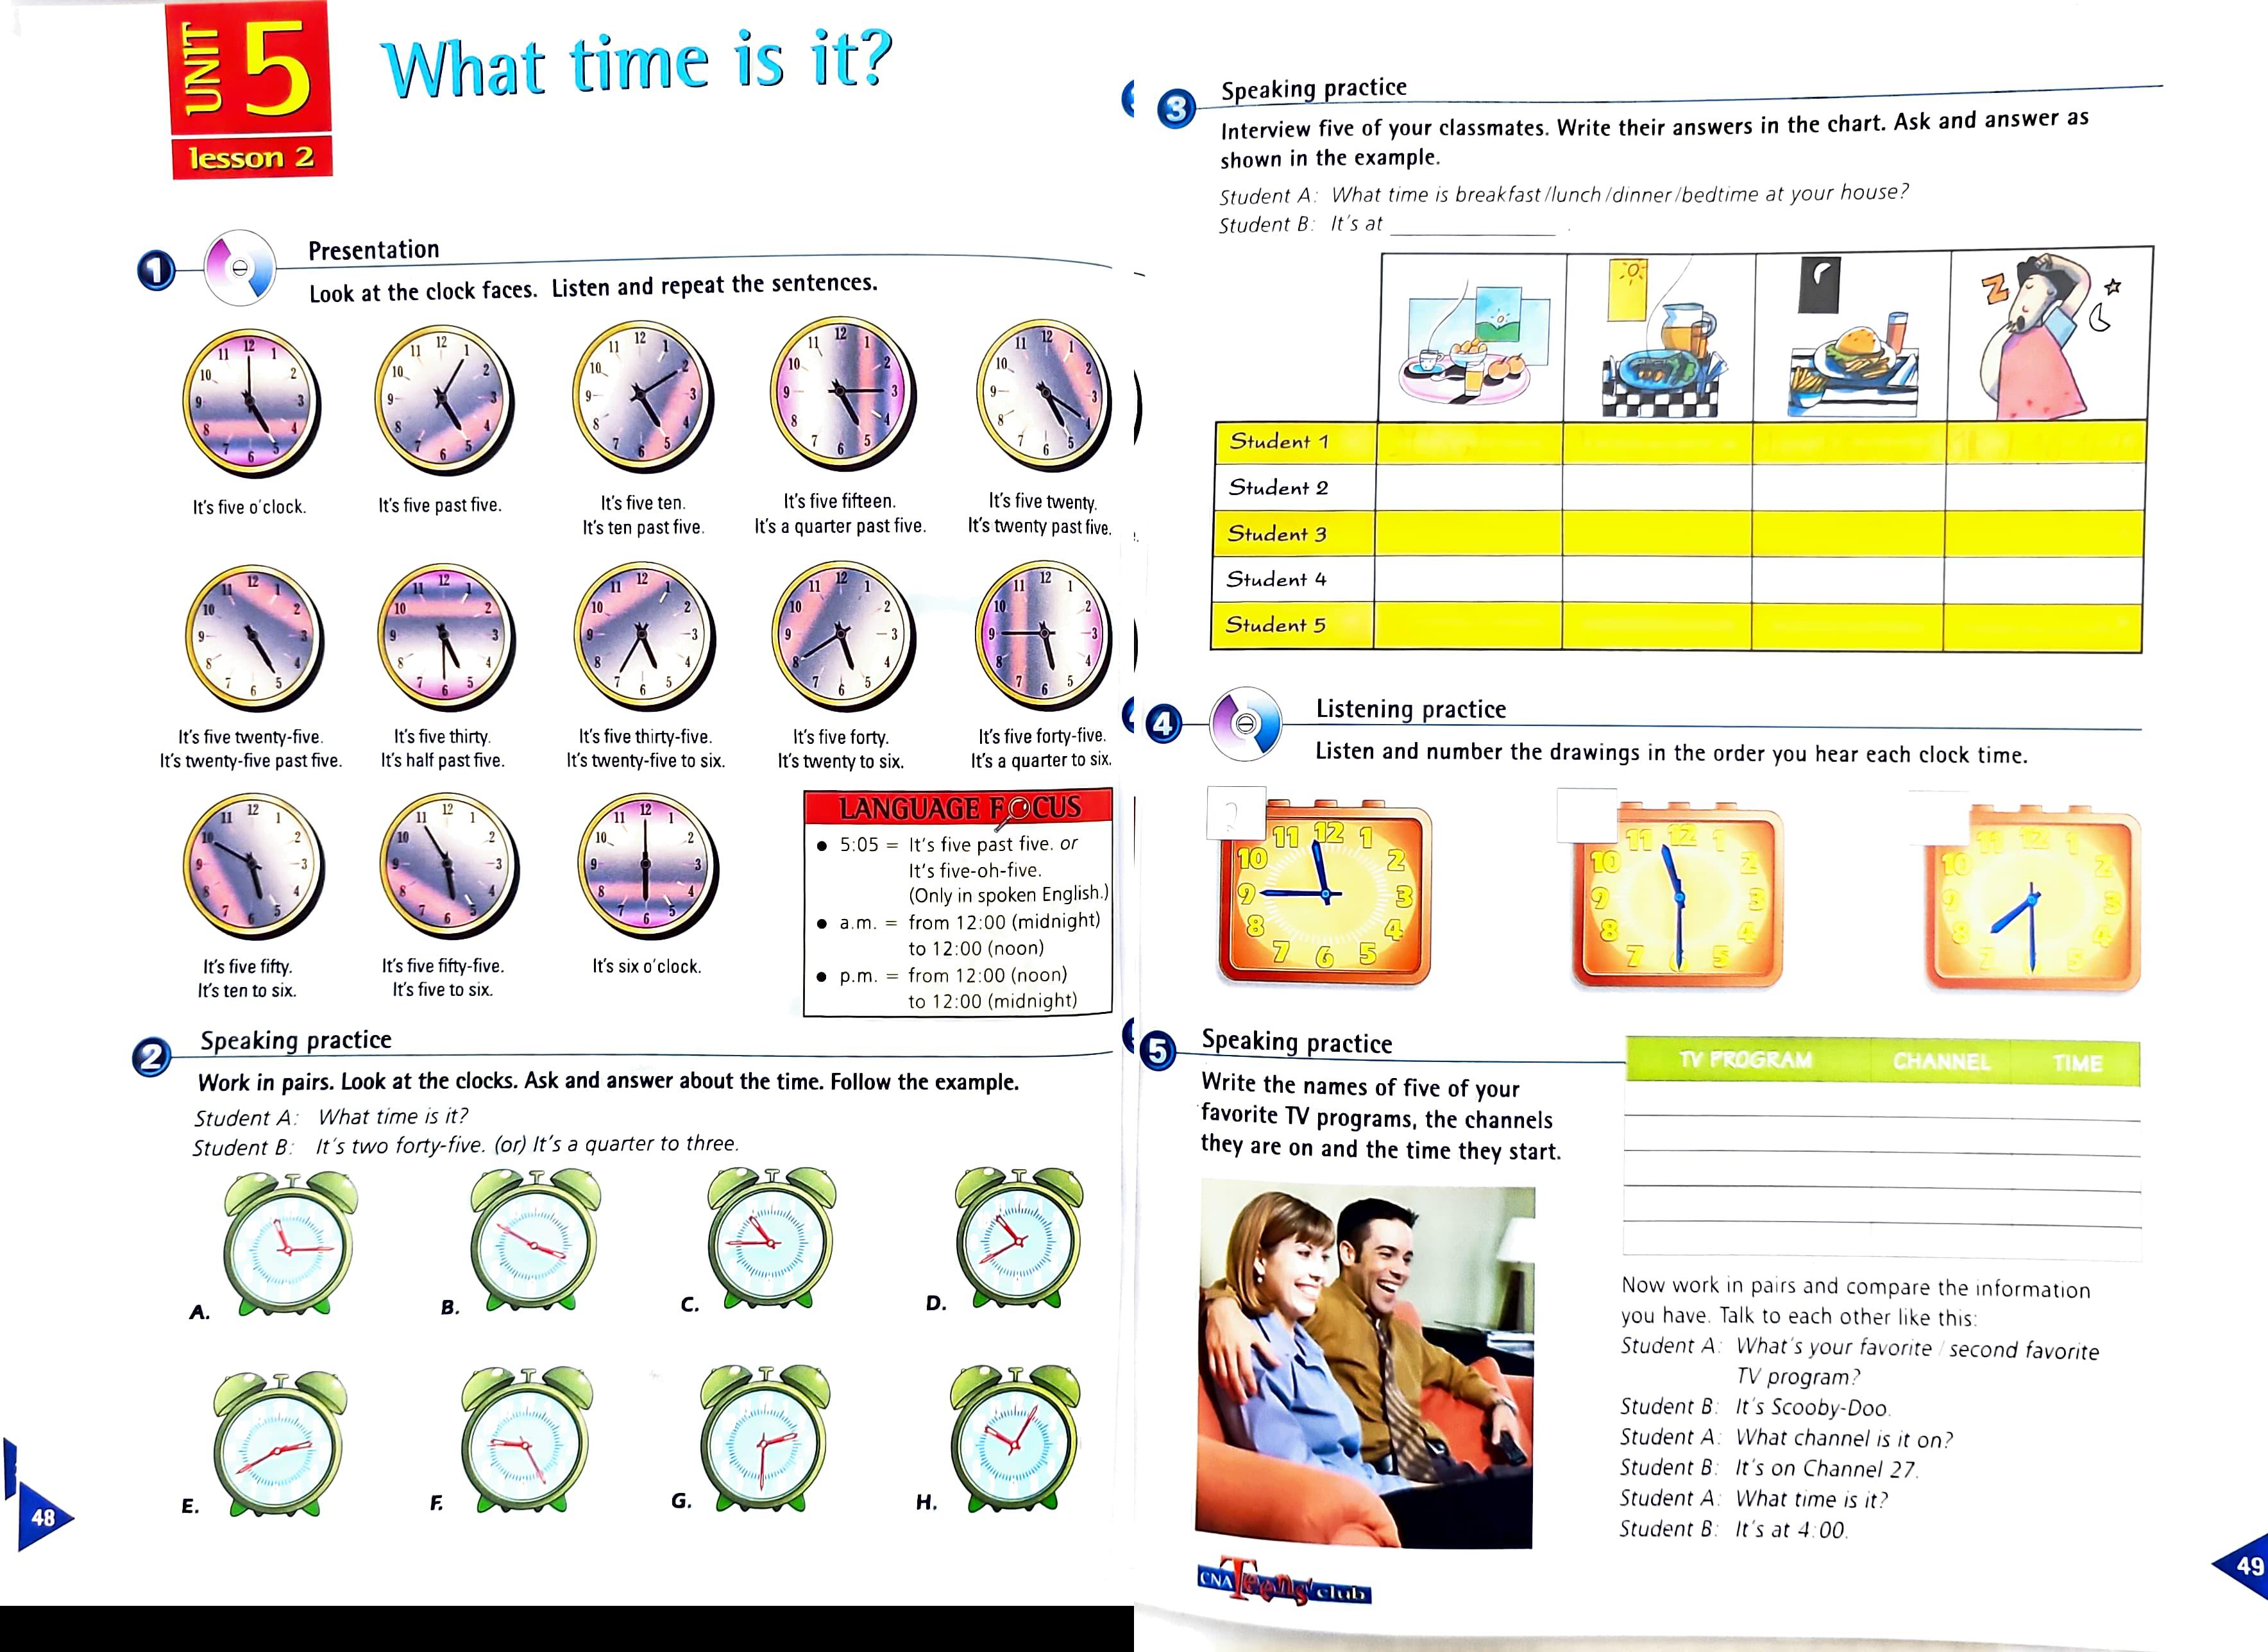 UNIT 5
lesson 2
What time is it?
1
Presentation
Look at the clock faces. Listen and repeat the sentences.
It's five o'clock.
It's five past five.
It's five ten.
It's ten past five.
It's five fifteen.
It's a quarter past five.
It's five twenty.
It's twenty past five.
It's five twenty-five.
It's twenty-five past five.
It's five thirty.
It's half past five.
It's five thirty-five.
It's twenty-five to six.
It's five forty.
It's twenty to six.
It's five forty-five.
It's a quarter to six.
It's five fifty.
It's ten to six.
It's five fifty-five.
It's five to six.
It's six o'clock.
LANGUAGE FOCUS
• 5:05 = It's five past five. or
It's five-oh-five.
(Only in spoken English.)
• a.m. = from 12:00 (midnight)
to 12:00 (noon)
• p.m. = from 12:00 (noon)
to 12:00 (midnight)
2
Speaking practice
Work in pairs. Look at the clocks. Ask and answer about the time. Follow the example.
Student A: What time is it?
Student B: It's two forty-five. (or) It's a quarter to three.
A.
B.
C.
D.
E.
F.
G.
H.
48
3
Speaking practice
Interview five of your classmates. Write their answers in the chart. Ask and answer as
shown in the example.
Student A: What time is breakfast/lunch/dinner/bedtime at your house?
Student B: It's at ______________ .
Student 1
Student 2
Student 3
Student 4
Student 5
4
Listening practice
Listen and number the drawings in the order you hear each clock time.
5
Speaking practice
Write the names of five of your
favorite TV programs, the channels
they are on and the time they start.
TV PROGRAM CHANNEL TIME
Now work in pairs and compare the information
you have. Talk to each other like this:
Student A: What's your favorite / second favorite
TV program?
Student B: It's Scooby-Doo.
Student A: What channel is it on?
Student B: It's on Channel 27.
Student A: What time is it?
Student B: It's at 4:00.
CNA Teens' club
49